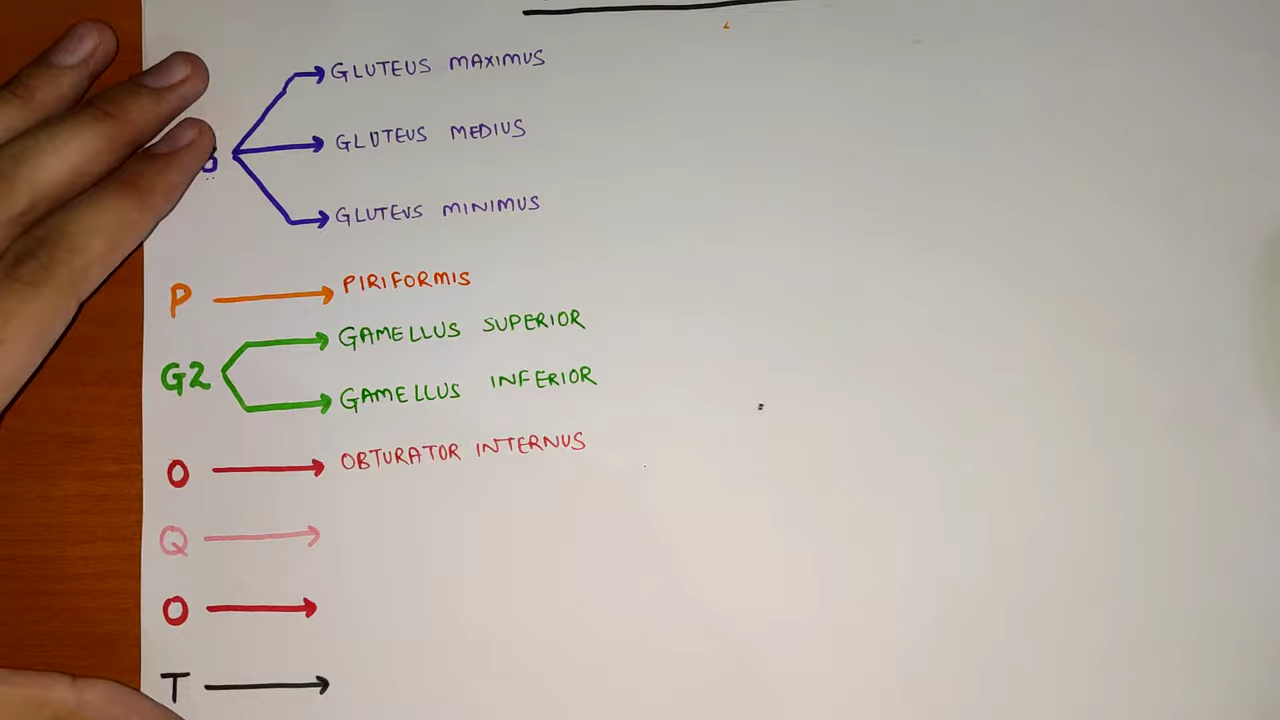 GLUTEUS MAXIMUS
GLUTEUS MEDIUS
GLUTEUS MINIMUS
P PIRIFORMIS
G2 GAMELLUS SUPERIOR
GAMELLUS INFERIOR
O OBTURATOR INTERNUS
Q
O
T